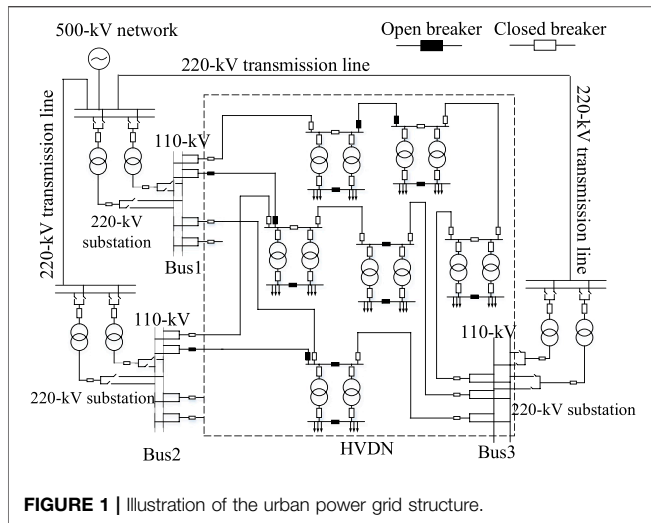 500-kV network
Open breaker
Closed breaker
220-kV transmission line
220-kV transmission line
220-kV transmission line
110-kV
220-kV
substation
Bus1
110-kV
220-kV substation
Bus2
110-kV
220-kV substation
HVDN
Bus3
FIGURE 1 | Illustration of the urban power grid structure.